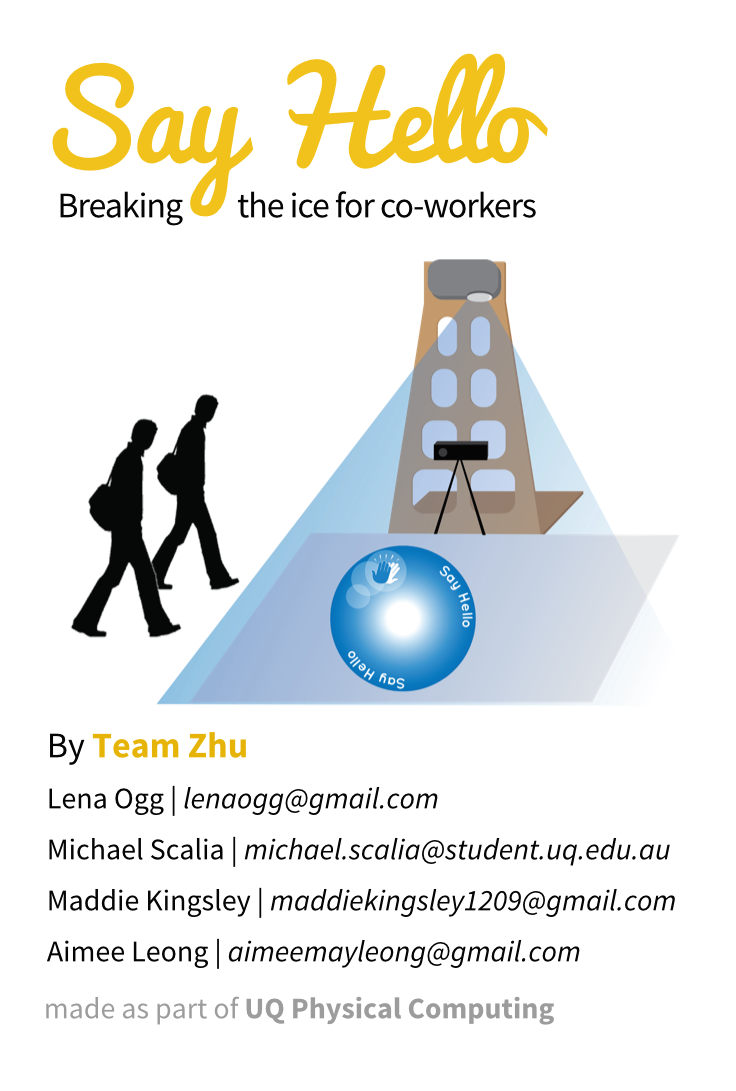 Say Hello
Breaking the ice for co-workers
Say Hello
Say Hello
By Team Zhu
Lena Ogg | lenaogg@gmail.com
Michael Scalia | michael.scalia@student.uq.edu.au
Maddie Kingsley | maddiekingsley1209@gmail.com
Aimee Leong | aimeemayleong@gmail.com
made as part of UQ Physical Computing